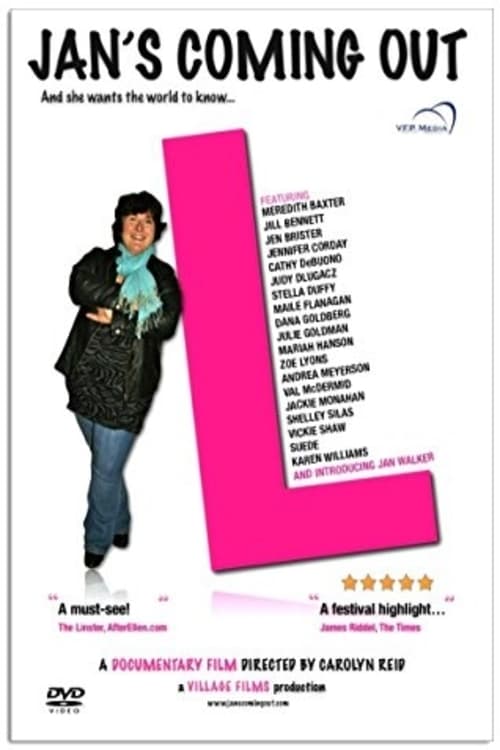 JAN'S COMING OUT
And she wants the world to know...
V.F.P. MEDIA
L
FEATURING
MEREDITH BAXTER
JILL BENNETT
JEN BRISTER
JENNIFER CORDAY
CATHY DeBUONO
JUDY DLUGACZ
STELLA DUFFY
MAILE FLANAGAN
DANA GOLDBERG
JULIE GOLDMAN
MARIAH HANSON
ZOE LYONS
ANDREA MEYERSON
VAL McDERMID
JACKIE MONAHAN
SHELLEY SILAS
VICKIE SHAW
SUEDE
KAREN WILLIAMS
AND INTRODUCING JAN WALKER
"A must-see!"
The Linster, AfterEllen.com
"A festival highlight..."
James Riddel, The Times
A DOCUMENTARY FILM DIRECTED BY CAROLYN REID
a VILLAGE FILMS production
www.janscomingout.com
DVD
VIDEO